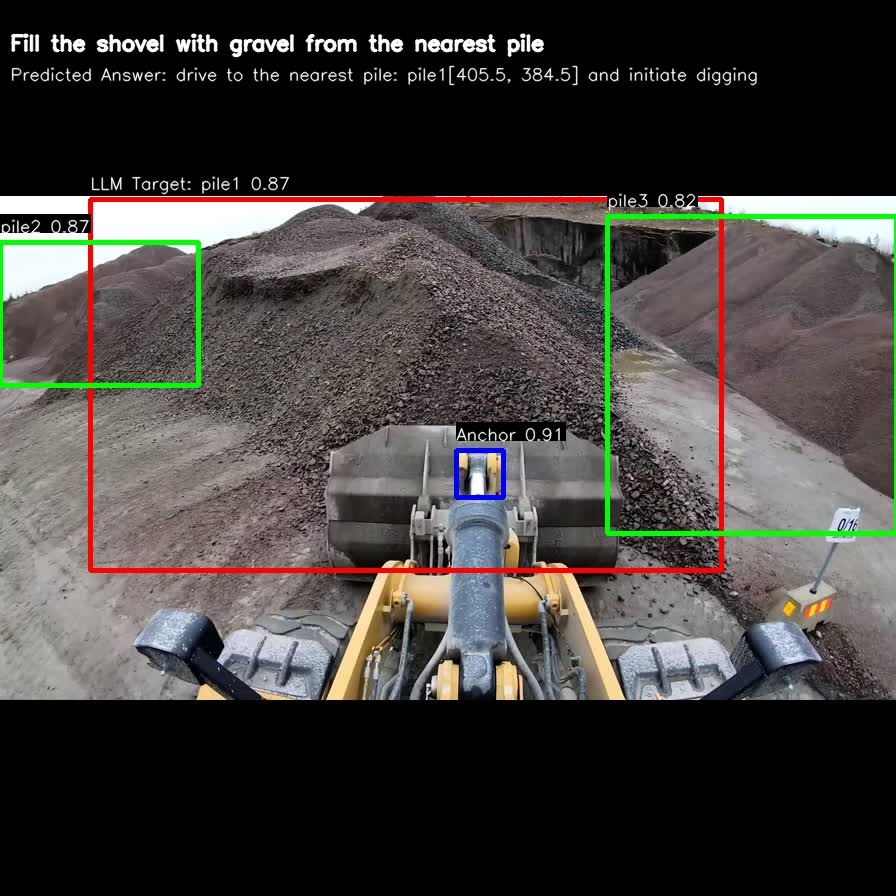 Fill the shovel with gravel from the nearest pile
Predicted Answer: drive to the nearest pile: pile1[405.5, 384.5] and initiate digging
LLM Target: pile1 0.87
pile3 0.82
pile2 0.87
Anchor 0.91
0/16